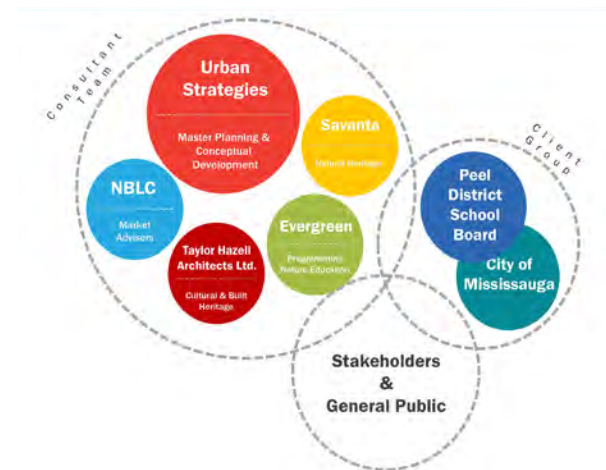 Consultant
Team
Urban
Strategies
Master Planning &
Conceptual
Development
Savanta
Natural Heritage
NBLC
Market
Advisors
Taylor Hazell
Architects Ltd.
Cultural & Built
Heritage
Evergreen
Programming
Nature Education
Client
Group
Peel
District
School
Board
City of
Mississauga
Stakeholders
&
General Public